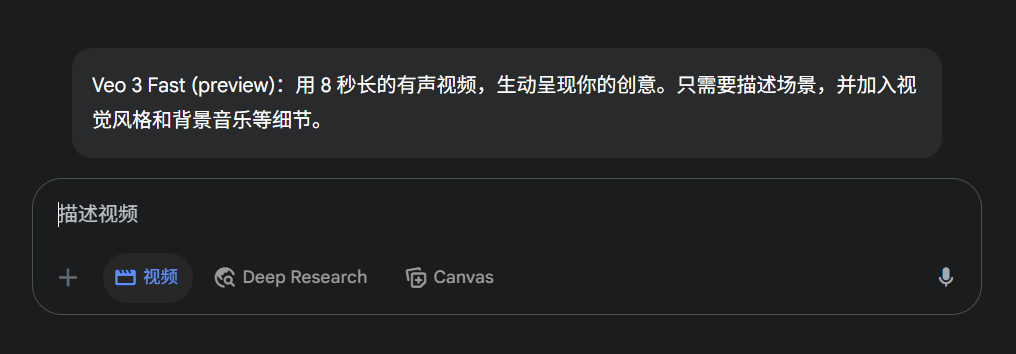 Veo 3 Fast (preview)：用 8 秒长的有声视频，生动呈现你的创意。只需要描述场景，并加入视
觉风格和背景音乐等细节。
描述视频
视频 Deep Research Canvas